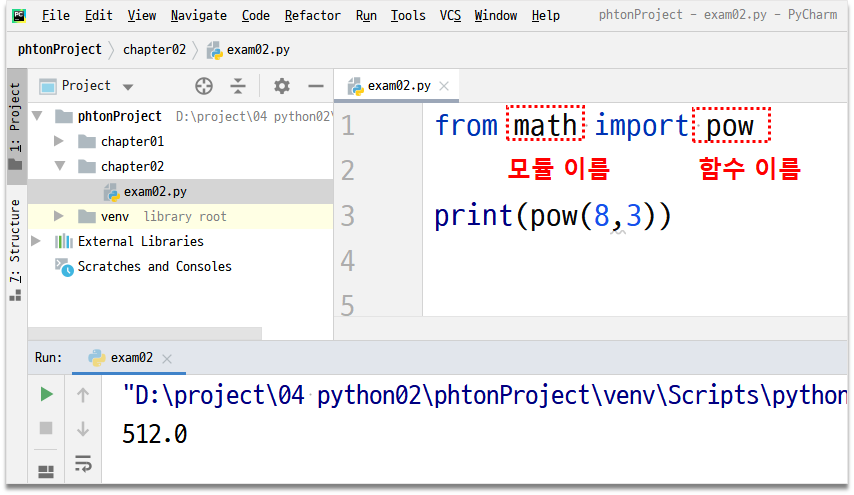 PC File Edit View Navigate Code Refactor Run Tools VCS Window Help phtonProject - exam02.py - PyCharm
phtonProject chapter02 exam02.py
1: Project
7: Structure
Project
phtonProject D:\project\04 python02\
chapter01
chapter02
exam02.py
venv library root
External Libraries
Scratches and Consoles
exam02.py
1 from math import pow
2 모듈 이름 함수 이름
3 print(pow(8,3))
4
5
Run: exam02
"D:\project\04 python02\phtonProject\venv\Scripts\python
512.0